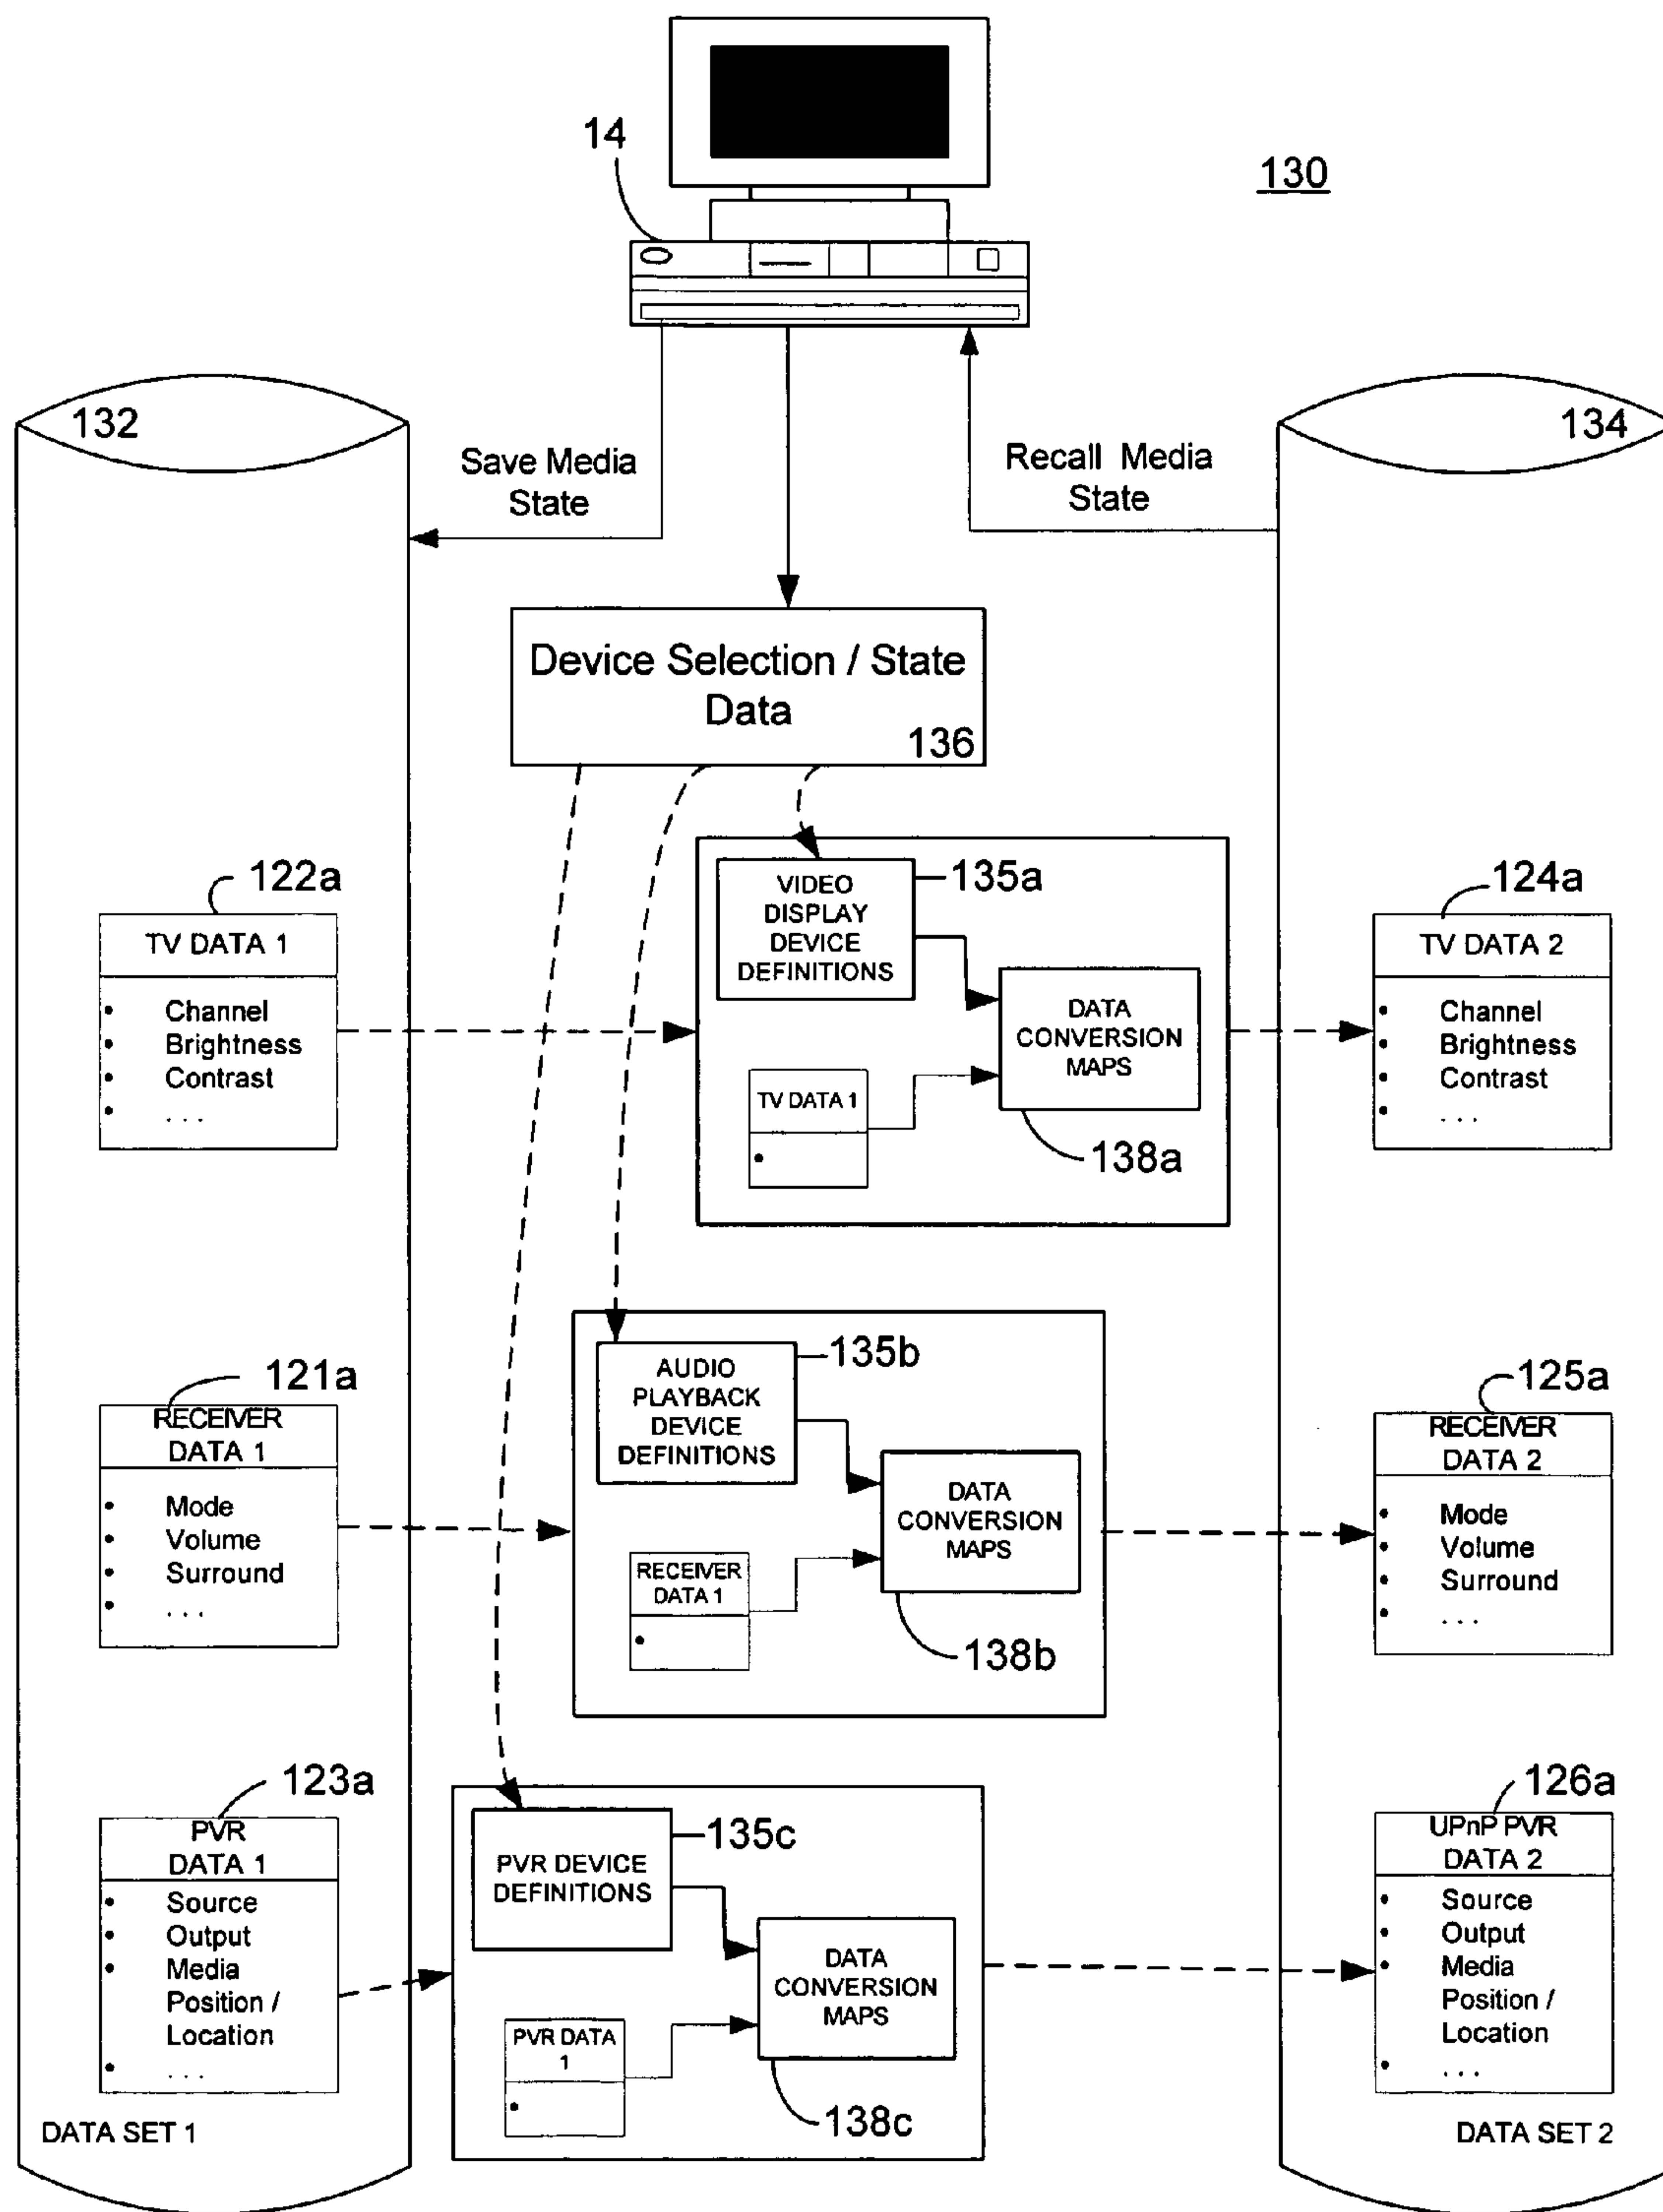 14
130
132
134
Save Media
State
Recall Media
State
Device Selection / State
Data
136
122a
TV DATA 1
• Channel
• Brightness
• Contrast
• . . .
VIDEO
DISPLAY
DEVICE
DEFINITIONS
135a
DATA
CONVERSION
MAPS
TV DATA 1
•
138a
124a
TV DATA 2
• Channel
• Brightness
• Contrast
• . . .
121a
RECEIVER
DATA 1
• Mode
• Volume
• Surround
• . . .
AUDIO
PLAYBACK
DEVICE
DEFINITIONS
135b
DATA
CONVERSION
MAPS
RECEIVER
DATA 1
•
138b
125a
RECEIVER
DATA 2
• Mode
• Volume
• Surround
• . . .
123a
PVR
DATA 1
• Source
• Output
• Media
Position /
Location
• . . .
PVR DEVICE
DEFINITIONS
135c
DATA
CONVERSION
MAPS
PVR DATA
1
•
138c
126a
UPnP PVR
DATA 2
• Source
• Output
• Media
Position /
Location
• . . .
DATA SET 1
DATA SET 2